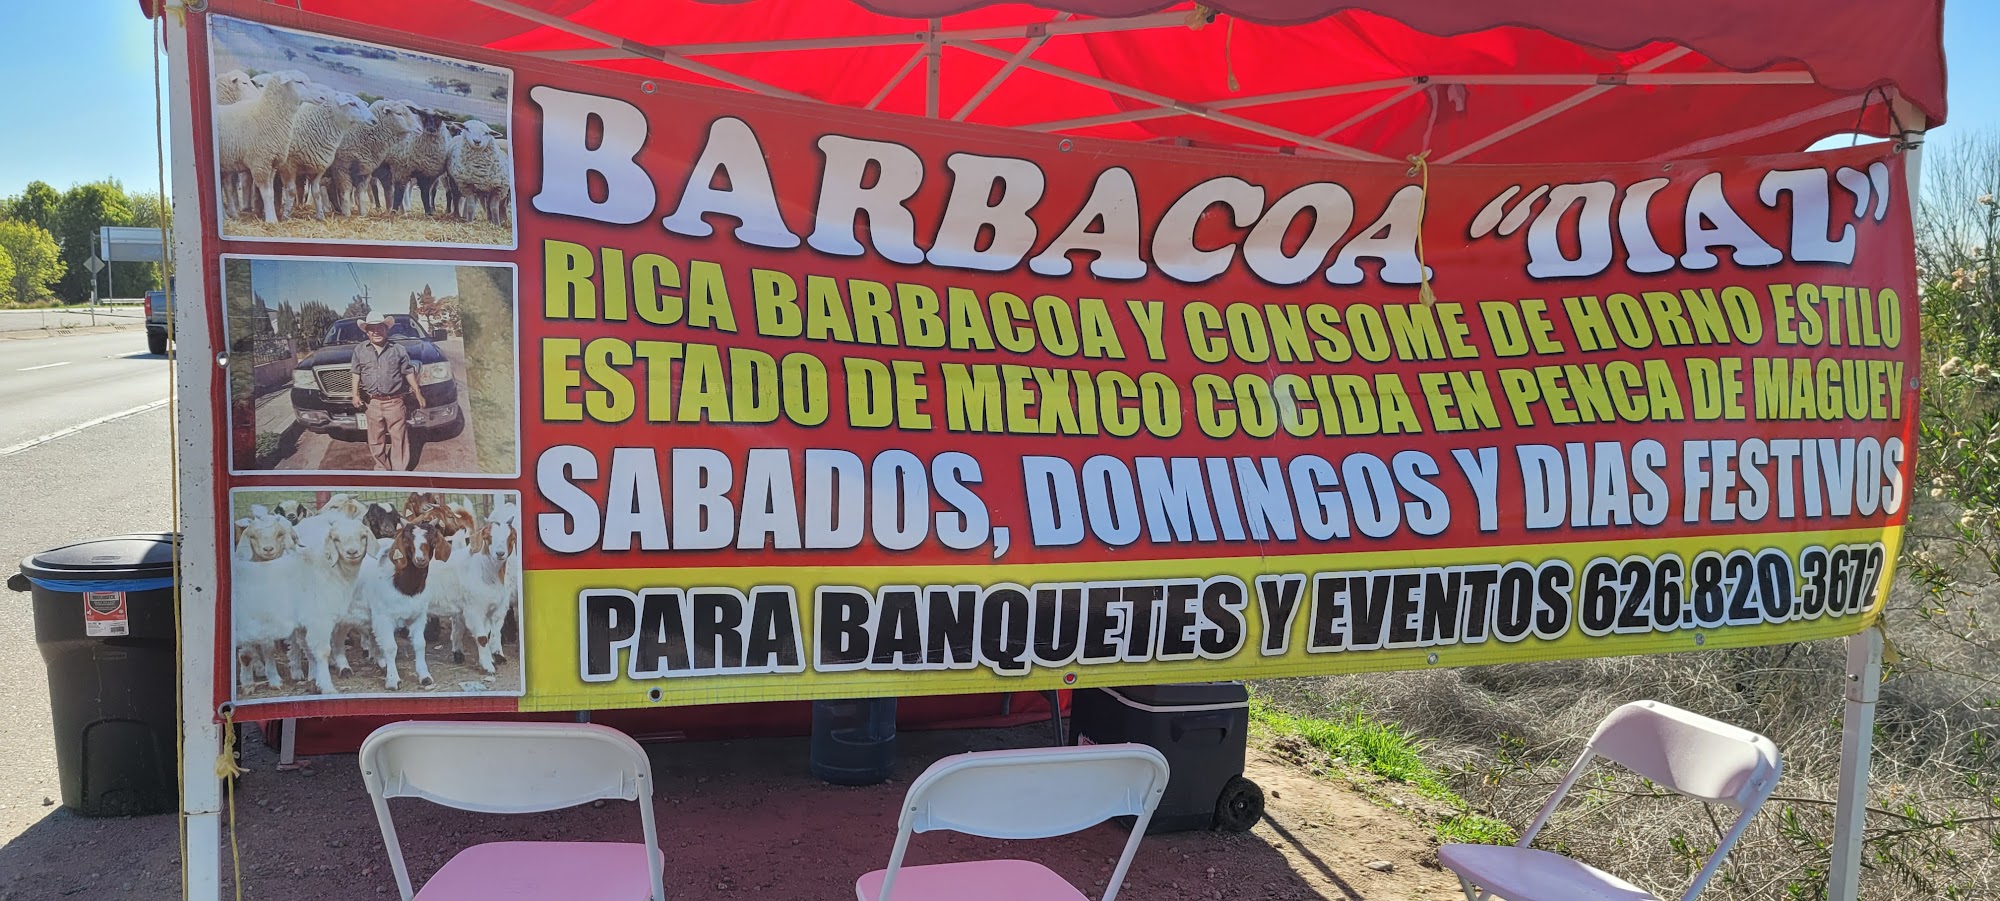 BARBACOA "DIAZ"
RICA BARBACOA Y CONSOME DE HORNO ESTILO
ESTADO DE MEXICO COCIDA EN PENCA DE MAGUEY
SABADOS, DOMINGOS Y DIAS FESTIVOS
PARA BANQUETES Y EVENTOS 626.820.3672